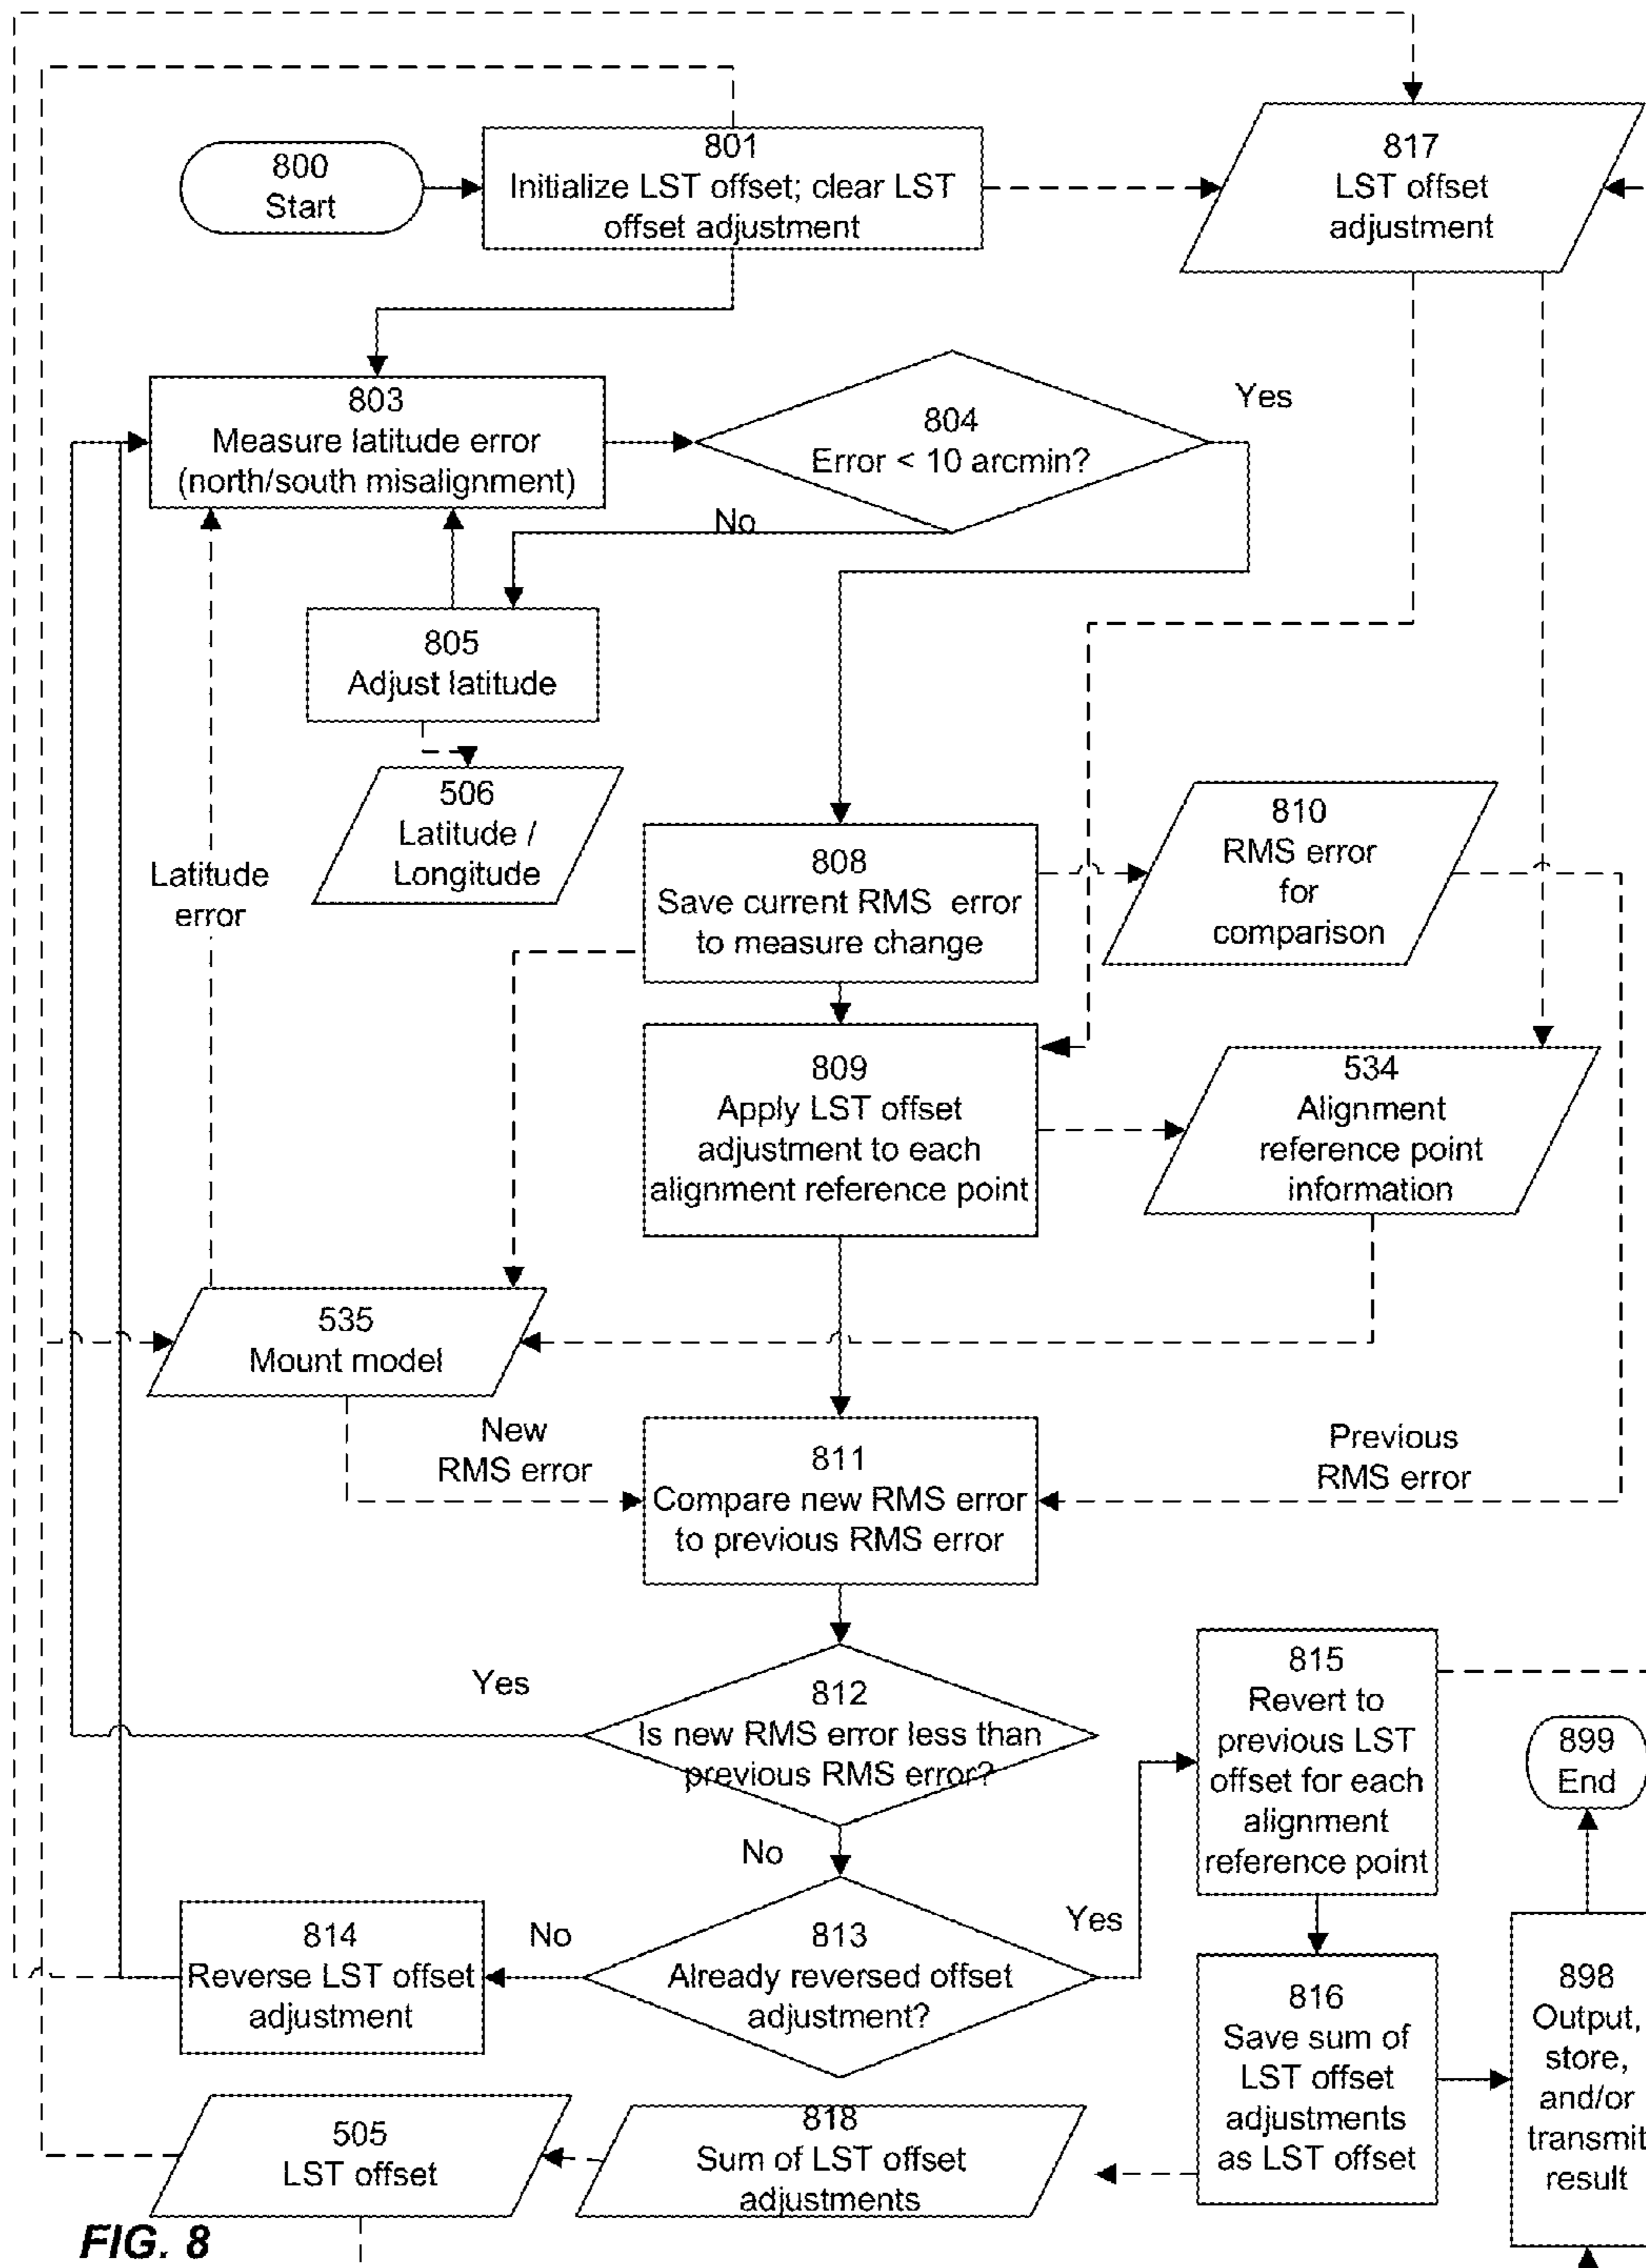 800
Start
801
Initialize LST offset; clear LST
offset adjustment
817
LST offset
adjustment
803
Measure latitude error
(north/south misalignment)
804
Error < 10 arcmin?
Yes
No
805
Adjust latitude
506
Latitude /
Longitude
Latitude
error
808
Save current RMS error
to measure change
810
RMS error
for
comparison
809
Apply LST offset
adjustment to each
alignment reference point
534
Alignment
reference point
information
535
Mount model
New
RMS error
811
Compare new RMS error
to previous RMS error
Previous
RMS error
Yes
812
Is new RMS error less than
previous RMS error?
No
815
Revert to
previous LST
offset for each
alignment
reference point
899
End
814
Reverse LST offset
adjustment
No
813
Already reversed offset
adjustment?
Yes
816
Save sum of
LST offset
adjustments
as LST offset
898
Output,
store,
and/or
transmit
result
505
LST offset
818
Sum of LST offset
adjustments
FIG. 8